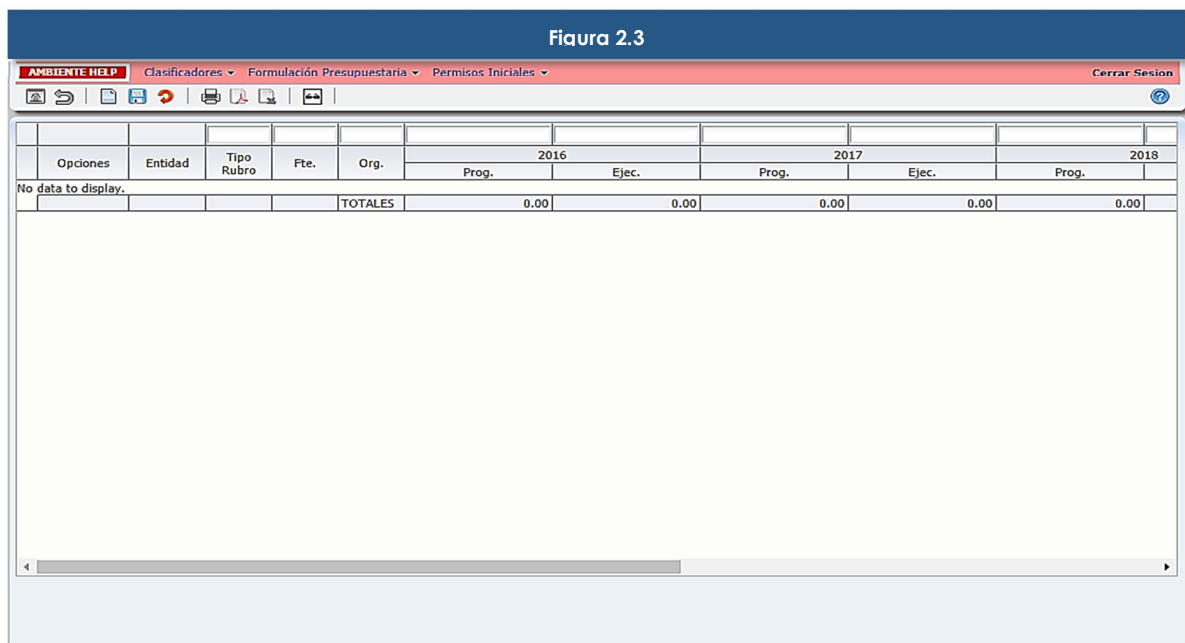 Figura 2.3
AMBIENTE HELP Clasificadores Formulación Presupuestaria Permisos Iniciales Cerrar Sesion
Opciones Entidad Tipo Rubro Fte. Org. 2016 2017 2018
Prog. Ejec. Prog. Ejec. Prog.
No data to display.
TOTALES 0.00 0.00 0.00 0.00 0.00